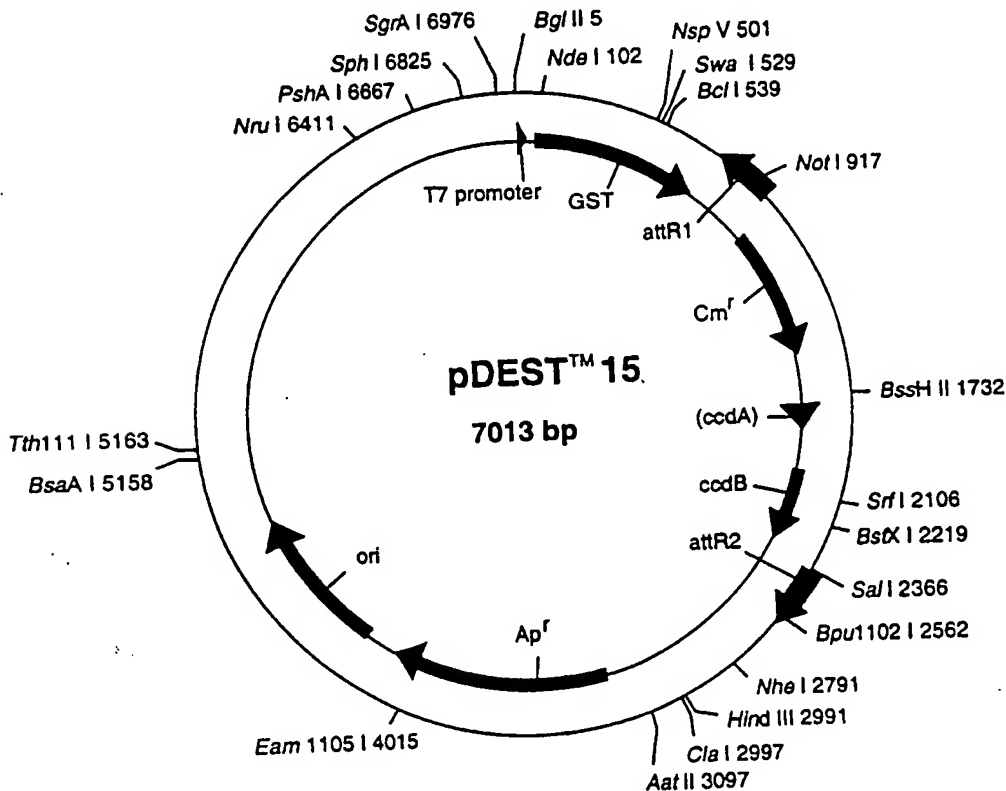 SgrA I 6976
Bgl II 5
Nsp V 501
Sph I 6825
Nde I 102
Swa I 529
PshA I 6667
Bcl I 539
Nru I 6411
Not I 917
T7 promoter
GST
attR1
Cmʳ
pDEST™ 15
BssH II 1732
(ccdA)
7013 bp
Tth111 I 5163
BsaA I 5158
ccdB
Srf I 2106
BstX I 2219
attR2
ori
Sal I 2366
Bpu1102 I 2562
Apʳ
Nhe I 2791
Hind III 2991
Eam 1105 I 4015
Cla I 2997
Aat II 3097